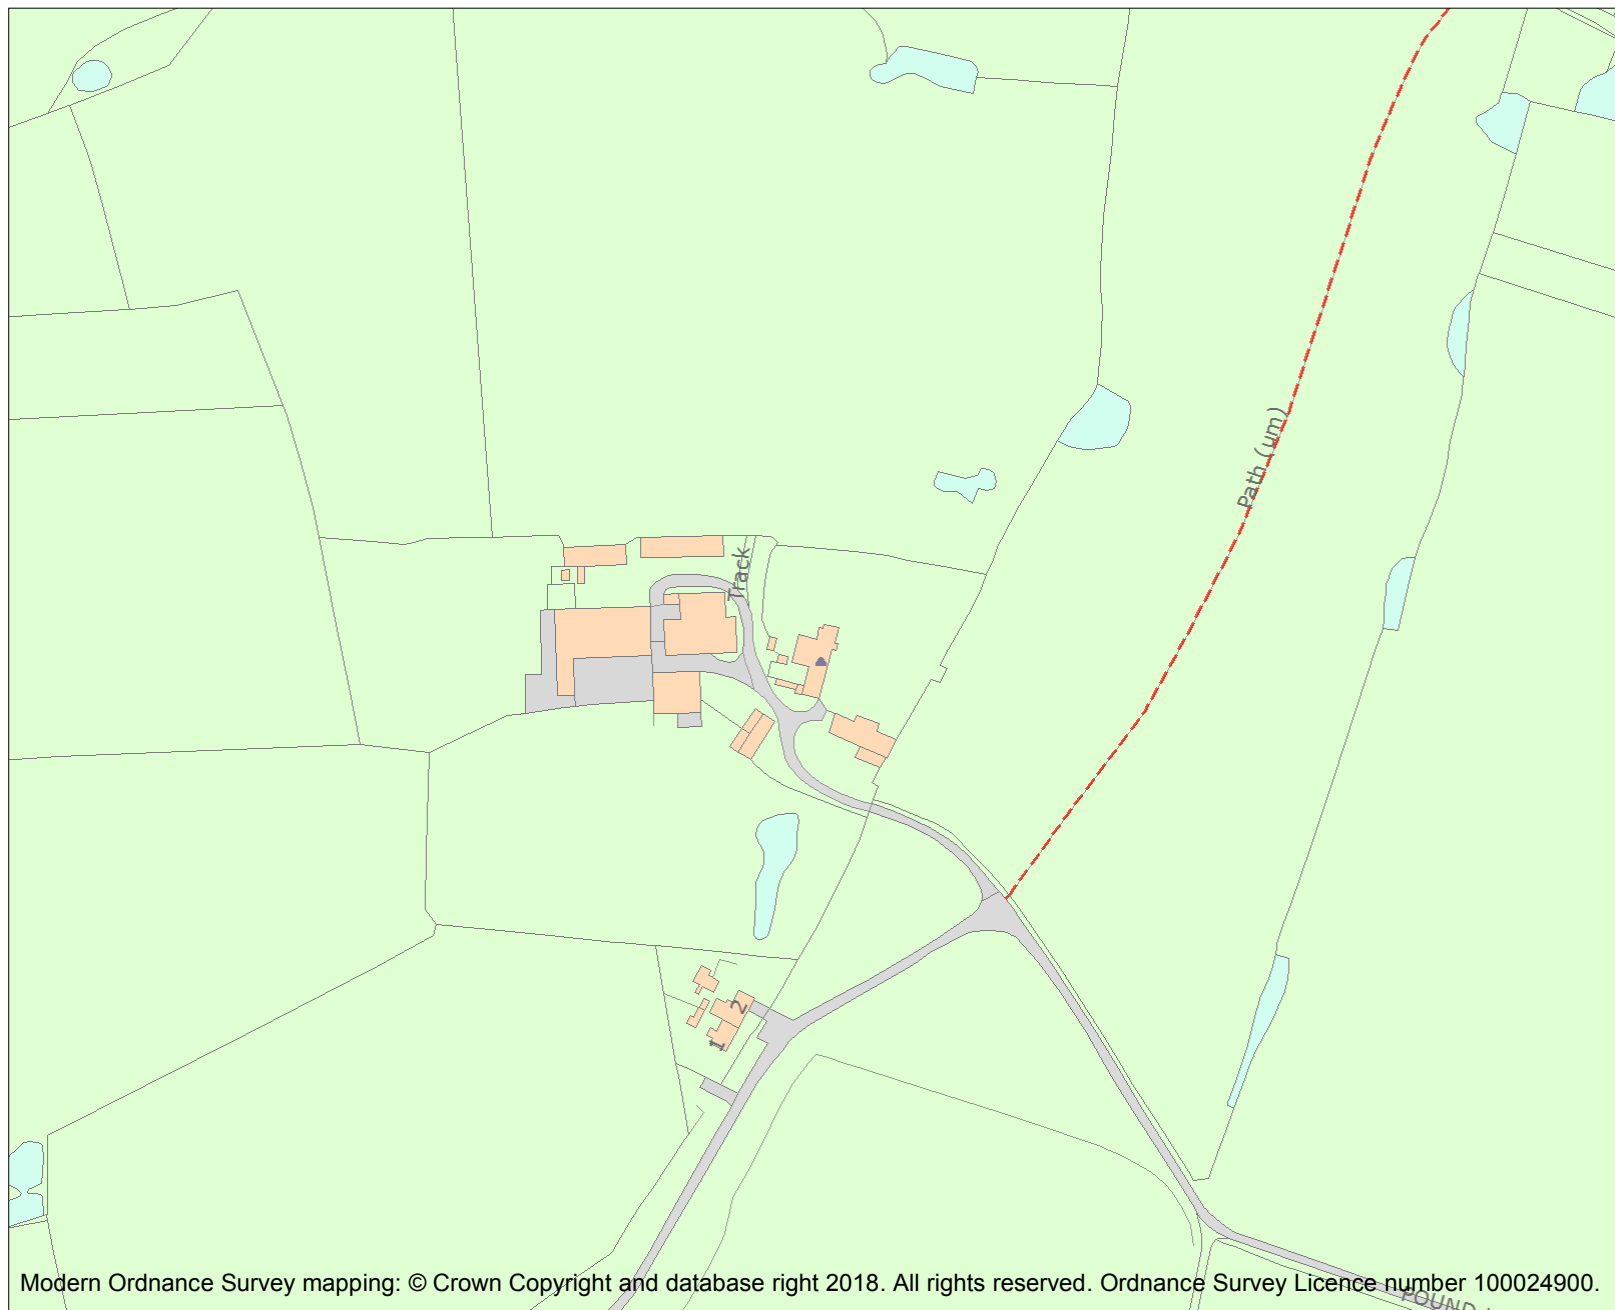 Path (um)
Track
2
1
POUND
Modern Ordnance Survey mapping: © Crown Copyright and database right 2018. All rights reserved. Ordnance Survey Licence number 100024900.